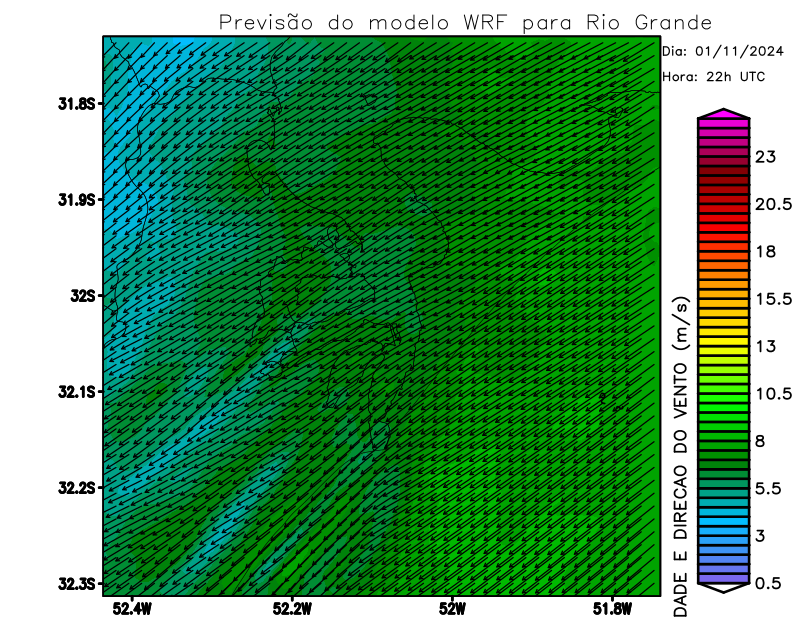 Previsão do modelo WRF para Rio Grande
Dia: 01/11/2024
Hora: 22h UTC
31.8S
31.9S
32S
32.1S
32.2S
32.3S
52.4W
52.2W
52W
51.8W
23
20.5
18
15.5
13
10.5
8
5.5
3
0.5
DADE E DIRECAO DO VENTO (m/s)